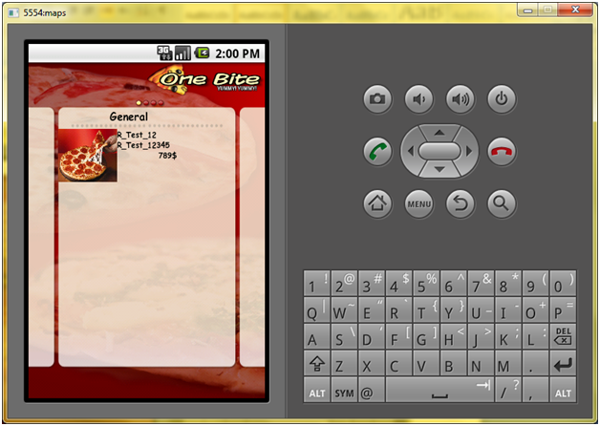 5554:maps
3G
2:00 PM
One Bite
YUMMY! YUMMY!
General
R_Test_12
R_Test_12345
789$
MENU
1 ! 2 @ 3 # 4 $ 5 % 6 ^ 7 & 8 * 9 ( 0 )
Q | W ~ E " R ` T { Y } U _ I - O + P =
A S \ D ' F [ G ] H < J > K ; L : DEL
Z X C V B N M .
ALT SYM @ / ? , ALT